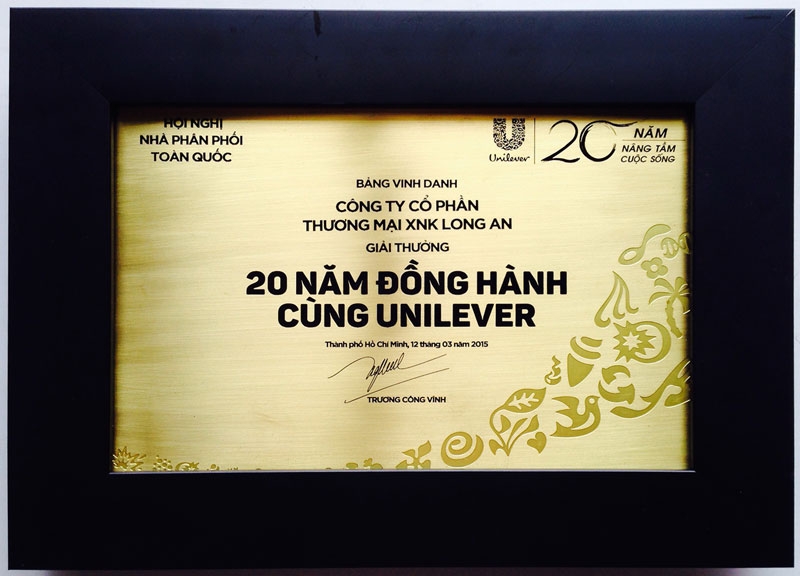 HỘI NGHỊ
NHÀ PHÂN PHỐI
TOÀN QUỐC
Unilever
20 NĂM
NÂNG TẦM
CUỘC SỐNG
BẢNG VINH DANH
CÔNG TY CỔ PHẦN
THƯƠNG MẠI XNK LONG AN
GIẢI THƯỞNG
20 NĂM ĐỒNG HÀNH
CÙNG UNILEVER
Thành phố Hồ Chí Minh, 12 tháng 03 năm 2015
TRƯƠNG CÔNG VĨNH